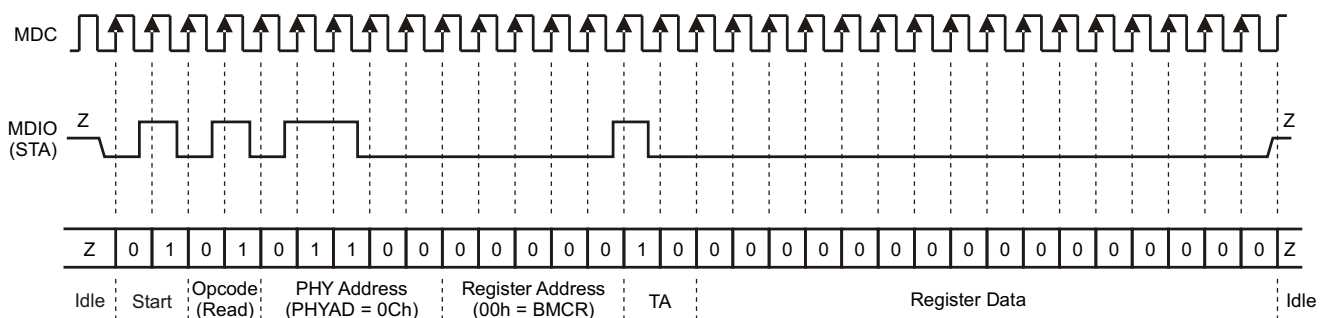 MDC
Z Z
MDIO
(STA)
Z 0 1 0 1 0 1 1 0 0 0 0 0 0 0 1 0 0 0 0 0 0 0 0 0 0 0 0 0 0 0 0 0 Z
Idle Start Opcode (Read) PHY Address (PHYAD = 0Ch) Register Address (00h = BMCR) TA Register Data Idle